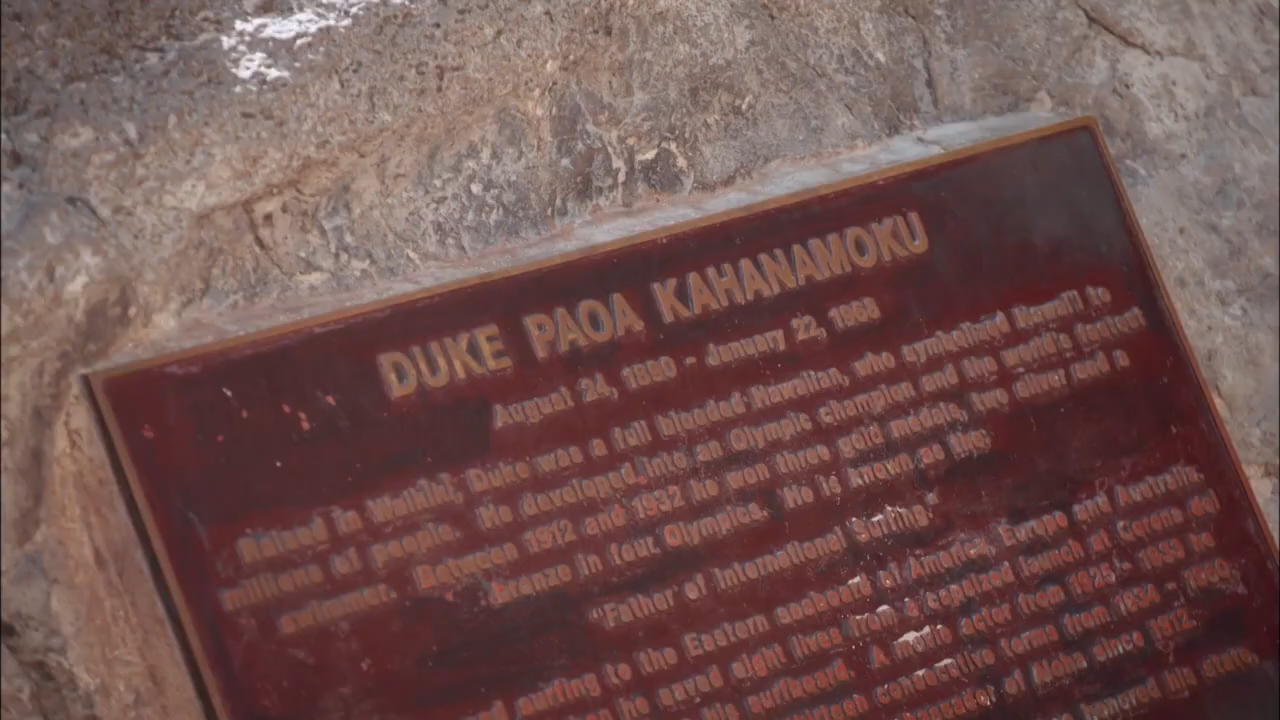 DUKE PAOA KAHANAMOKU
August 24, 1890 - January 22, 1968
Raised in Waikiki, Duke was a full blooded Hawaiian, who symbolized Hawaii to
millions of people. He developed into an Olympic champion and the world's fastest
swimmer. Between 1912 and 1932 he won three gold medals, two silver and a
bronze in four Olympics. He is known as the
"Father of International Surfing"
surfing to the Eastern seaboard of America, Europe and Australia.
he saved eight lives from a capsized launch at Corona del
his surfboard. A movie actor from 1925 - 1933 he
consecutive terms from 1934 - 1960.
of Aloha since 1912.
his state,